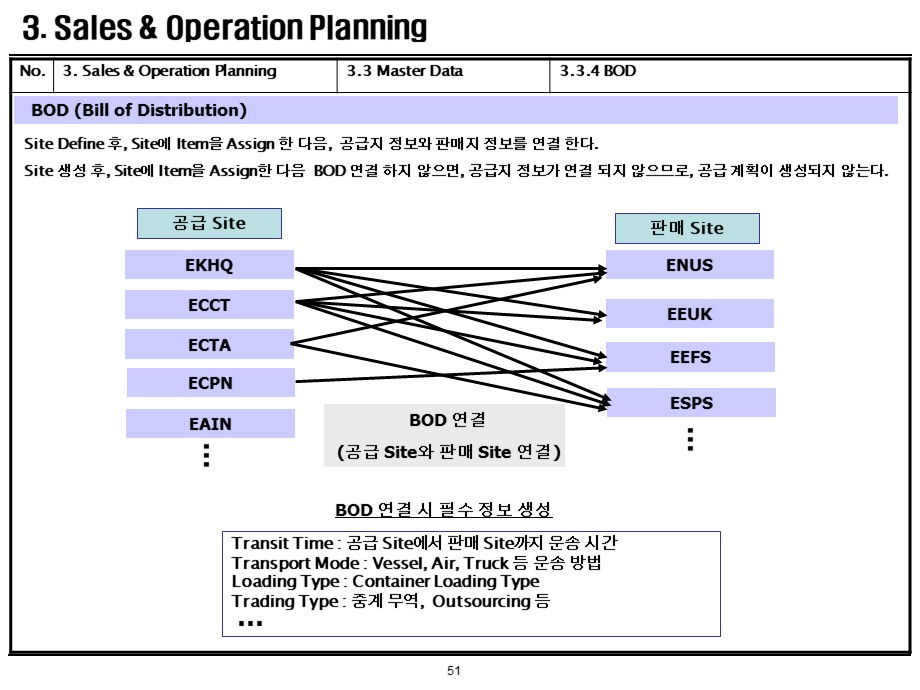 3. Sales & Operation Planning
No. 3. Sales & Operation Planning 3.3 Master Data 3.3.4 BOD
BOD (Bill of Distribution)
Site Define 후, Site에 Item을 Assign 한 다음, 공급지 정보와 판매지 정보를 연결 한다.
Site 생성 후, Site에 Item을 Assign한 다음 BOD 연결 하지 않으면, 공급지 정보가 연결 되지 않으므로, 공급 계획이 생성되지 않는다.
공급 Site
판매 Site
EKHQ
ENUS
ECCT
EEUK
ECTA
EEFS
ECPN
ESPS
EAIN
⋮
⋮
BOD 연결
(공급 Site와 판매 Site 연결)
BOD 연결 시 필수 정보 생성
Transit Time : 공급 Site에서 판매 Site까지 운송 시간
Transport Mode : Vessel, Air, Truck 등 운송 방법
Loading Type : Container Loading Type
Trading Type : 중계 무역, Outsourcing 등
…
51